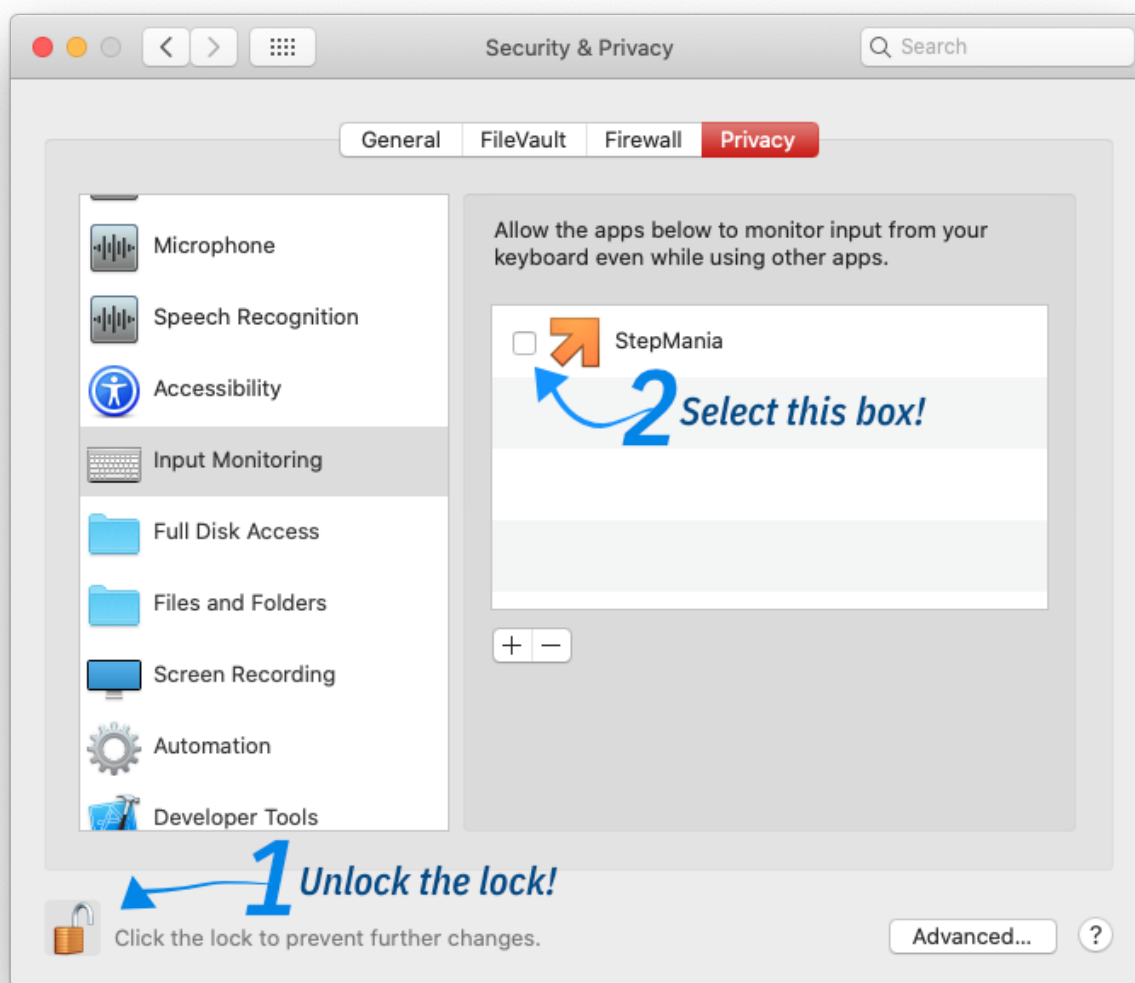 Security & Privacy
Search
General
FileVault
Firewall
Privacy
Microphone
Speech Recognition
Accessibility
Input Monitoring
Full Disk Access
Files and Folders
Screen Recording
Automation
Developer Tools
Allow the apps below to monitor input from your
keyboard even while using other apps.
StepMania
2 Select this box!
+ −
1 Unlock the lock!
Click the lock to prevent further changes.
Advanced...
?